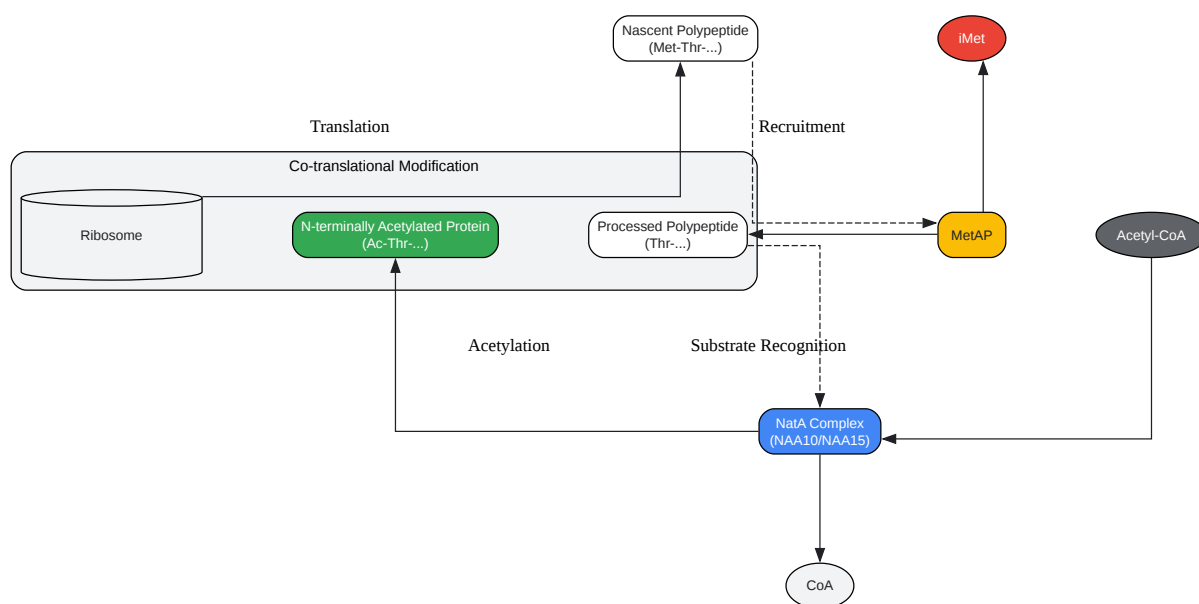 Nascent Polypeptide
(Met-Thr-...)
iMet
Translation
Recruitment
Co-translational Modification
Ribosome
N-terminally Acetylated Protein
(Ac-Thr-...)
Processed Polypeptide
(Thr-...)
MetAP
Acetyl-CoA
Acetylation
Substrate Recognition
NatA Complex
(NAA10/NAA15)
CoA